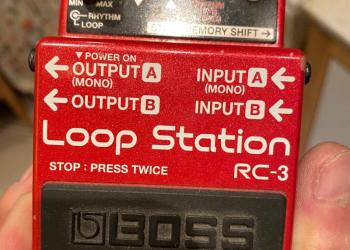 MIN MAX
RHYTHM
LOOP
MEMORY SHIFT →
▼ POWER ON
← OUTPUT A INPUT A ←
(MONO) (MONO)
← OUTPUT B INPUT B ←
Loop Station
STOP : PRESS TWICE RC-3
BOSS